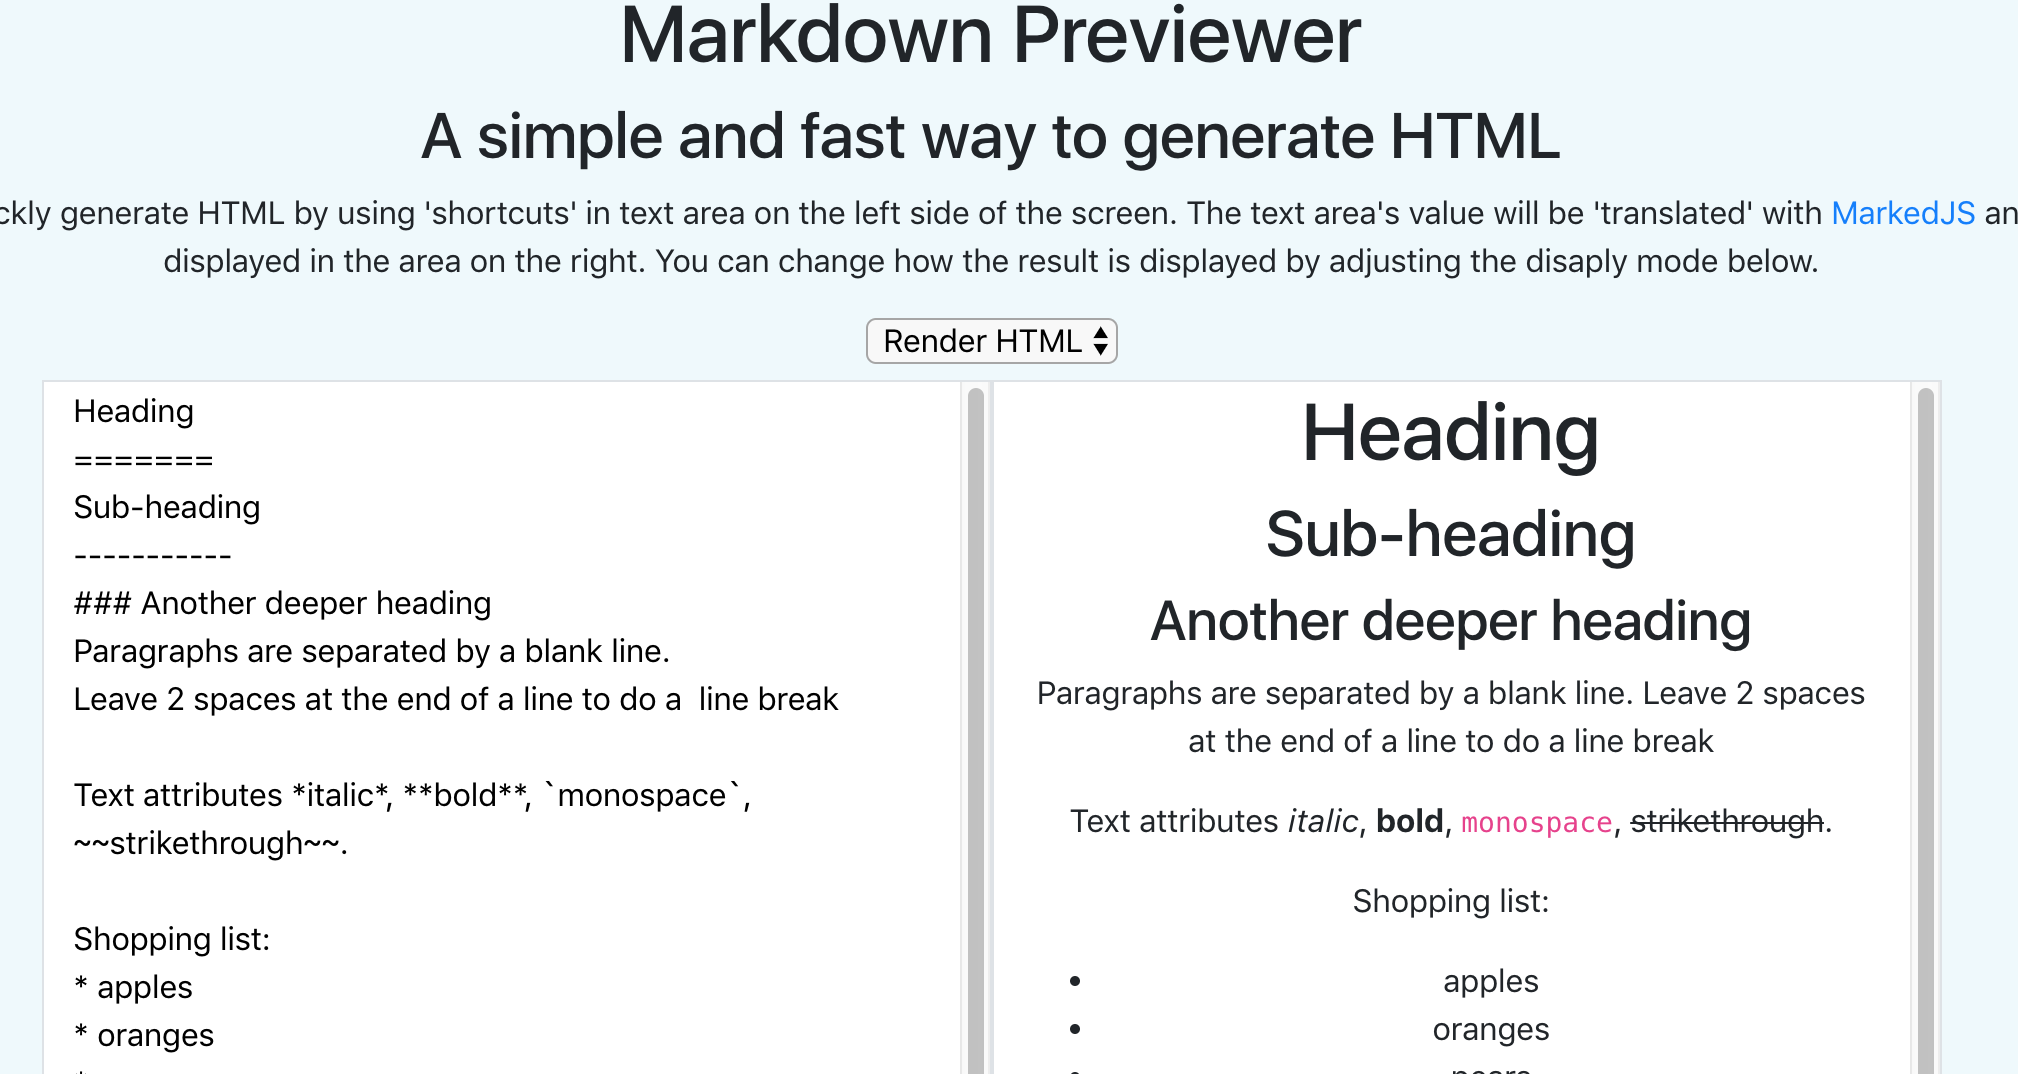 Markdown Previewer
A simple and fast way to generate HTML
generate HTML by using 'shortcuts' in text area on the left side of the screen. The text area's value will be 'translated' with MarkedJS
displayed in the area on the right. You can change how the result is displayed by adjusting the disaply mode below.
Render HTML
Heading
=======
Sub-heading
-----------
### Another deeper heading
Paragraphs are separated by a blank line.
Leave 2 spaces at the end of a line to do a  line break
Text attributes *italic*, **bold**, `monospace`,
~~strikethrough~~.
Shopping list:
* apples
* oranges
Heading
Sub-heading
Another deeper heading
Paragraphs are separated by a blank line. Leave 2 spaces
at the end of a line to do a line break
Text attributes italic, bold, monospace, strikethrough.
Shopping list:
• apples
• oranges